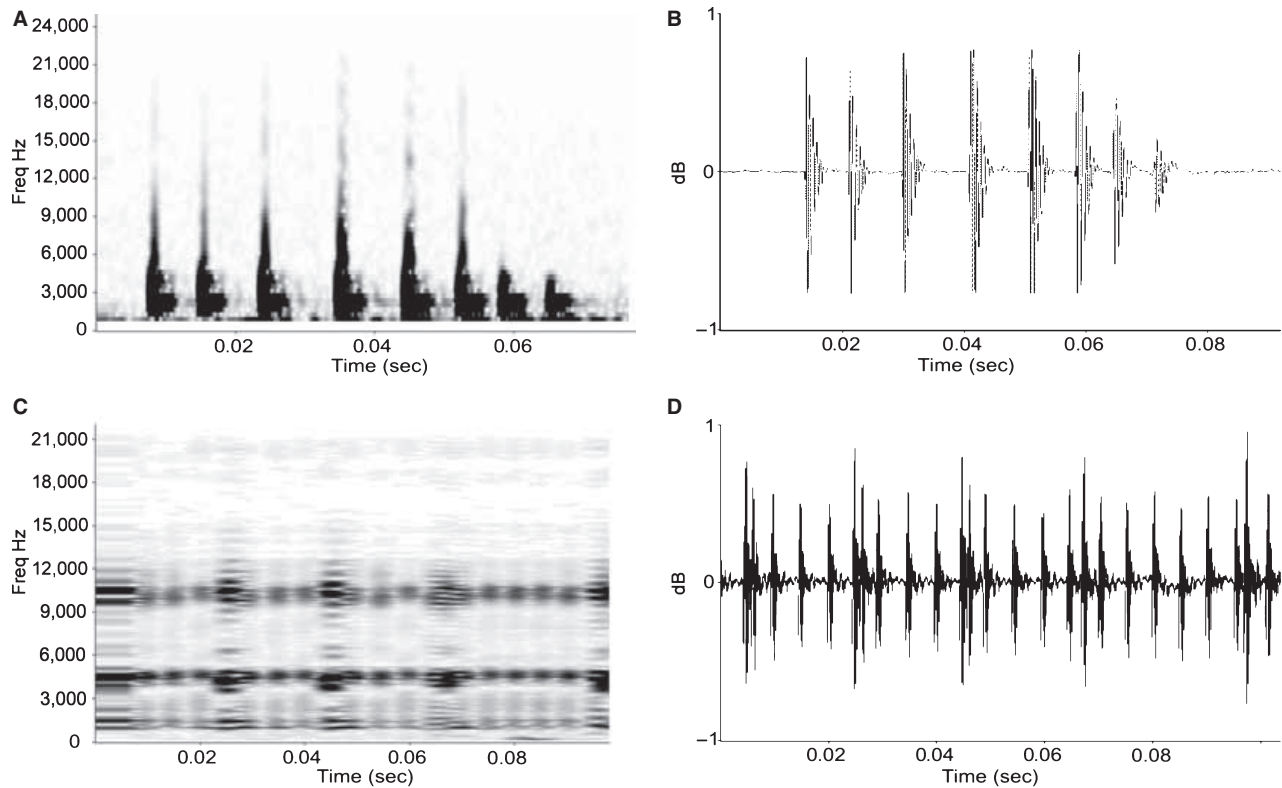 A
24,000
21,000
18,000
15,000
12,000
9,000
6,000
3,000
0
Freq Hz
0.02 0.04 0.06
Time (sec)
B
1
0
−1
dB
0.02 0.04 0.06 0.08
Time (sec)
C
21,000
18,000
15,000
12,000
9,000
6,000
3,000
0
Freq Hz
0.02 0.04 0.06 0.08
Time (sec)
D
1
0
−1
dB
0.02 0.04 0.06 0.08
Time (sec)